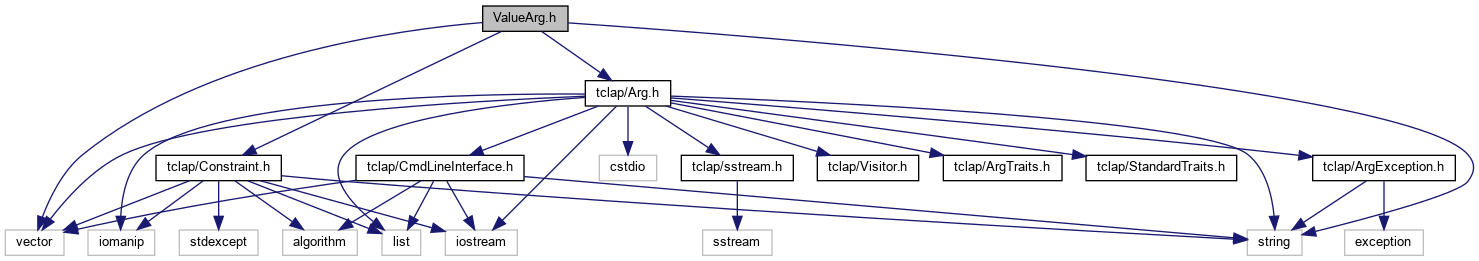 ValueArg.h
tclap/Arg.h
tclap/Constraint.h
tclap/CmdLineInterface.h
cstdio
tclap/sstream.h
tclap/Visitor.h
tclap/ArgTraits.h
tclap/StandardTraits.h
tclap/ArgException.h
vector
iomanip
stdexcept
algorithm
list
iostream
sstream
string
exception